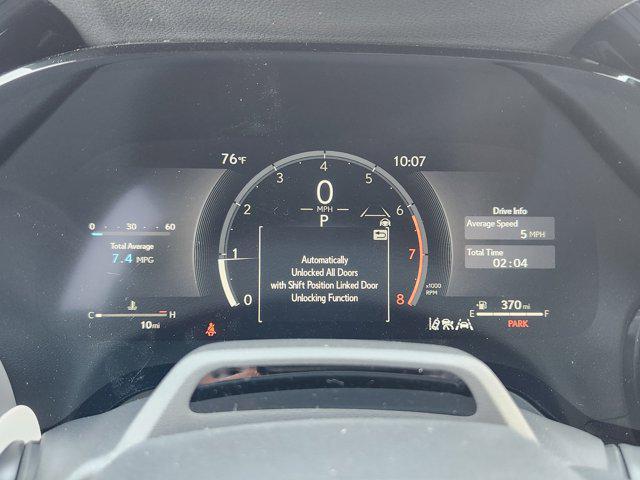 76°F
10:07
0 1 2 3 4 5 6 7 8
x1000
RPM
0
MPH
P
0 30 60
Total Average
7.4 MPG
Automatically
Unlocked All Doors
with Shift Position Linked Door
Unlocking Function
Drive Info
Average Speed
5 MPH
Total Time
02:04
C H
10mi
370mi
E F
PARK